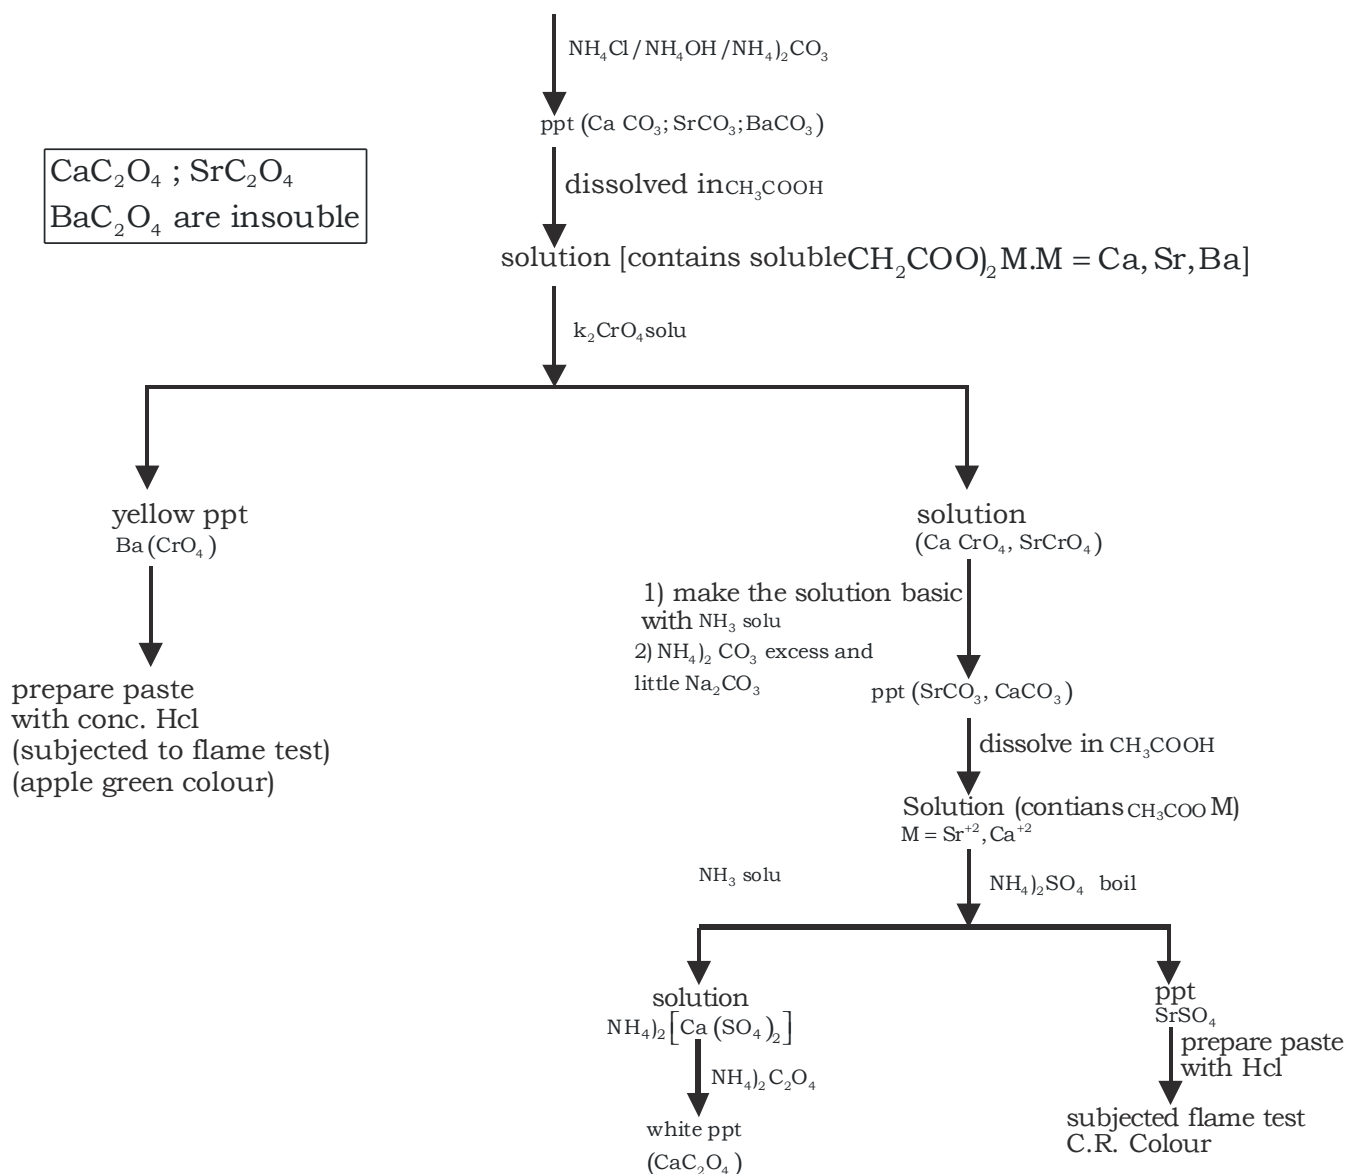 NH₄Cl/NH₄OH/NH₄)₂CO₃
ppt (Ca CO₃; SrCO₃; BaCO₃)
CaC₂O₄ ; SrC₂O₄
BaC₂O₄ are insouble
dissolved in CH₃COOH
solution [contains soluble CH₂COO)₂ M.M = Ca, Sr, Ba]
k₂CrO₄ solu
yellow ppt
Ba(CrO₄)
prepare paste
with conc. Hcl
(subjected to flame test)
(apple green colour)
solution
(Ca CrO₄, SrCrO₄)
1) make the solution basic
with NH₃ solu
2) NH₄)₂ CO₃ excess and
little Na₂CO₃
ppt (SrCO₃, CaCO₃)
dissolve in CH₃COOH
Solution (contians CH₃COO M)
M = Sr⁺², Ca⁺²
NH₃ solu
NH₄)₂SO₄ boil
solution
NH₄)₂[Ca(SO₄)₂]
NH₄)₂C₂O₄
white ppt
(CaC₂O₄)
ppt
SrSO₄
prepare paste
with Hcl
subjected flame test
C.R. Colour